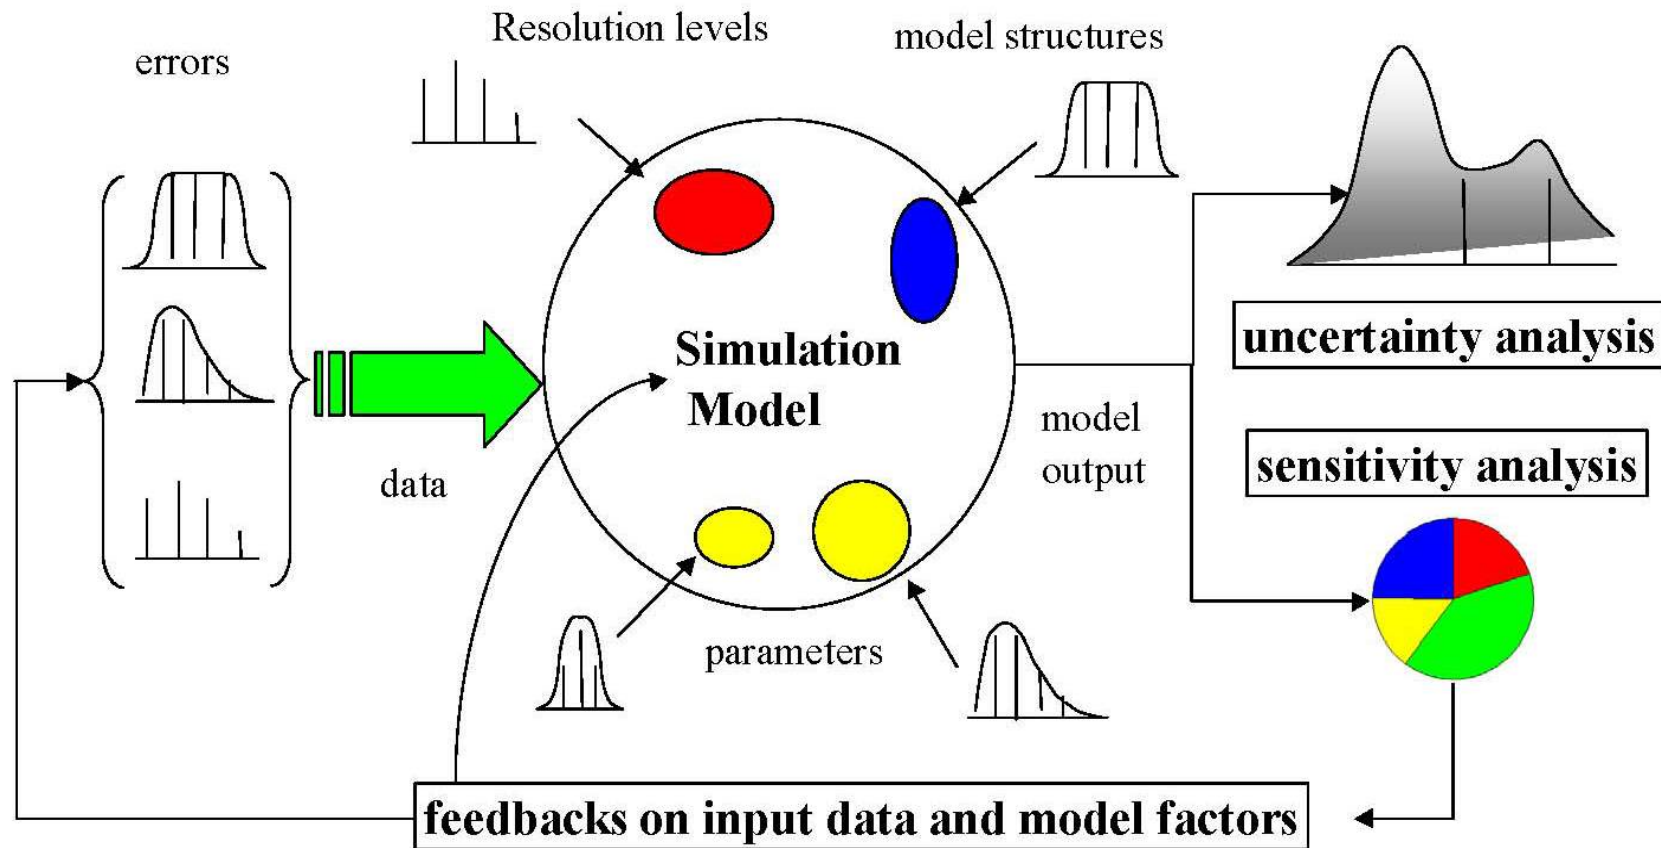 Resolution levels
model structures
errors
uncertainty analysis
Simulation
Model
model
output
sensitivity analysis
data
parameters
feedbacks on input data and model factors